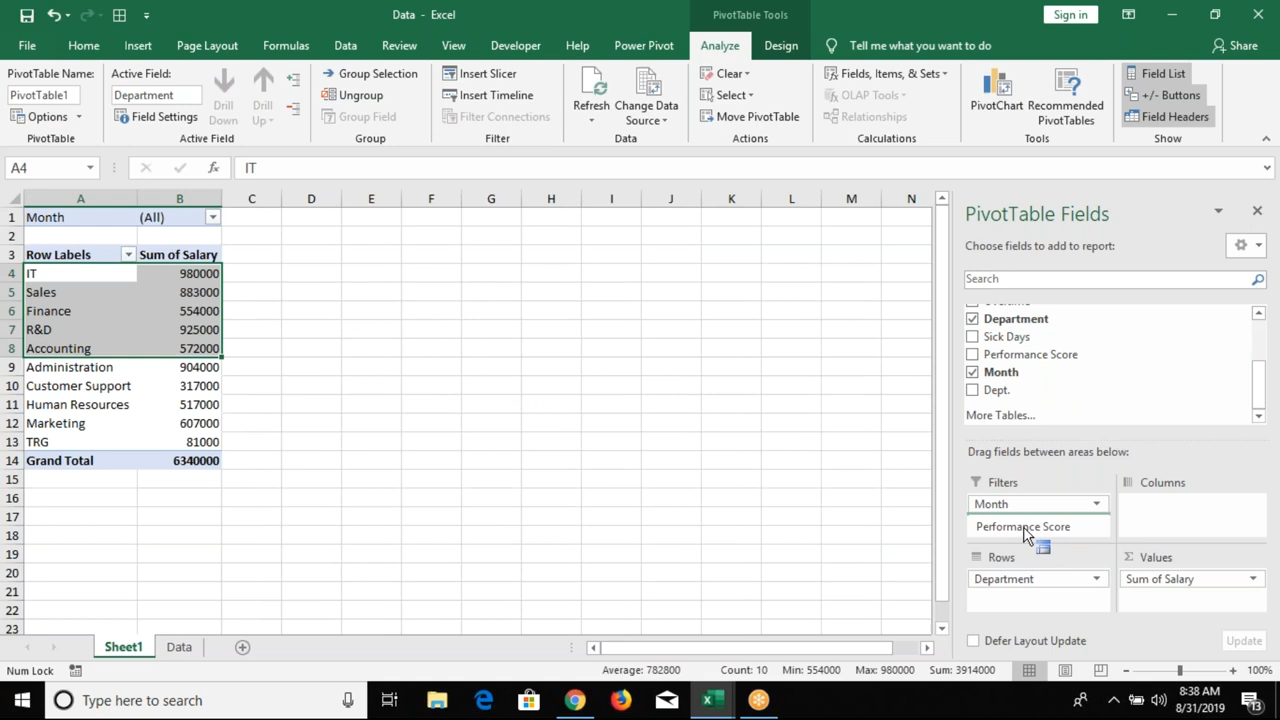 Data - Excel
PivotTable Tools
Sign in
File Home Insert Page Layout Formulas Data Review View Developer Help Power Pivot Analyze Design Tell me what you want to do Share
PivotTable Name:
PivotTable1
Options
PivotTable
Active Field:
Department
Field Settings
Drill Down
Drill Up
Active Field
Group Selection
Ungroup
Group Field
Group
Insert Slicer
Insert Timeline
Filter Connections
Filter
Refresh
Change Data Source
Data
Clear
Select
Move PivotTable
Actions
Fields, Items, & Sets
OLAP Tools
Relationships
Calculations
PivotChart
Recommended PivotTables
Tools
Field List
+/- Buttons
Field Headers
Show
A4 fx IT
A B C D E F G H I J K L M N
1 Month (All)
2
3 Row Labels Sum of Salary
4 IT 980000
5 Sales 883000
6 Finance 554000
7 R&D 925000
8 Accounting 572000
9 Administration 904000
10 Customer Support 317000
11 Human Resources 517000
12 Marketing 607000
13 TRG 81000
14 Grand Total 6340000
15
16
17
18
19
20
21
22
23
PivotTable Fields
Choose fields to add to report:
Search
Department
Sick Days
Performance Score
Month
Dept.
More Tables...
Drag fields between areas below:
Filters
Month
Performance Score
Columns
Rows
Department
Values
Sum of Salary
Defer Layout Update
Update
Sheet1 Data
Num Lock
Average: 782800 Count: 10 Min: 554000 Max: 980000 Sum: 3914000
100%
Type here to search
8:38 AM
8/31/2019
13